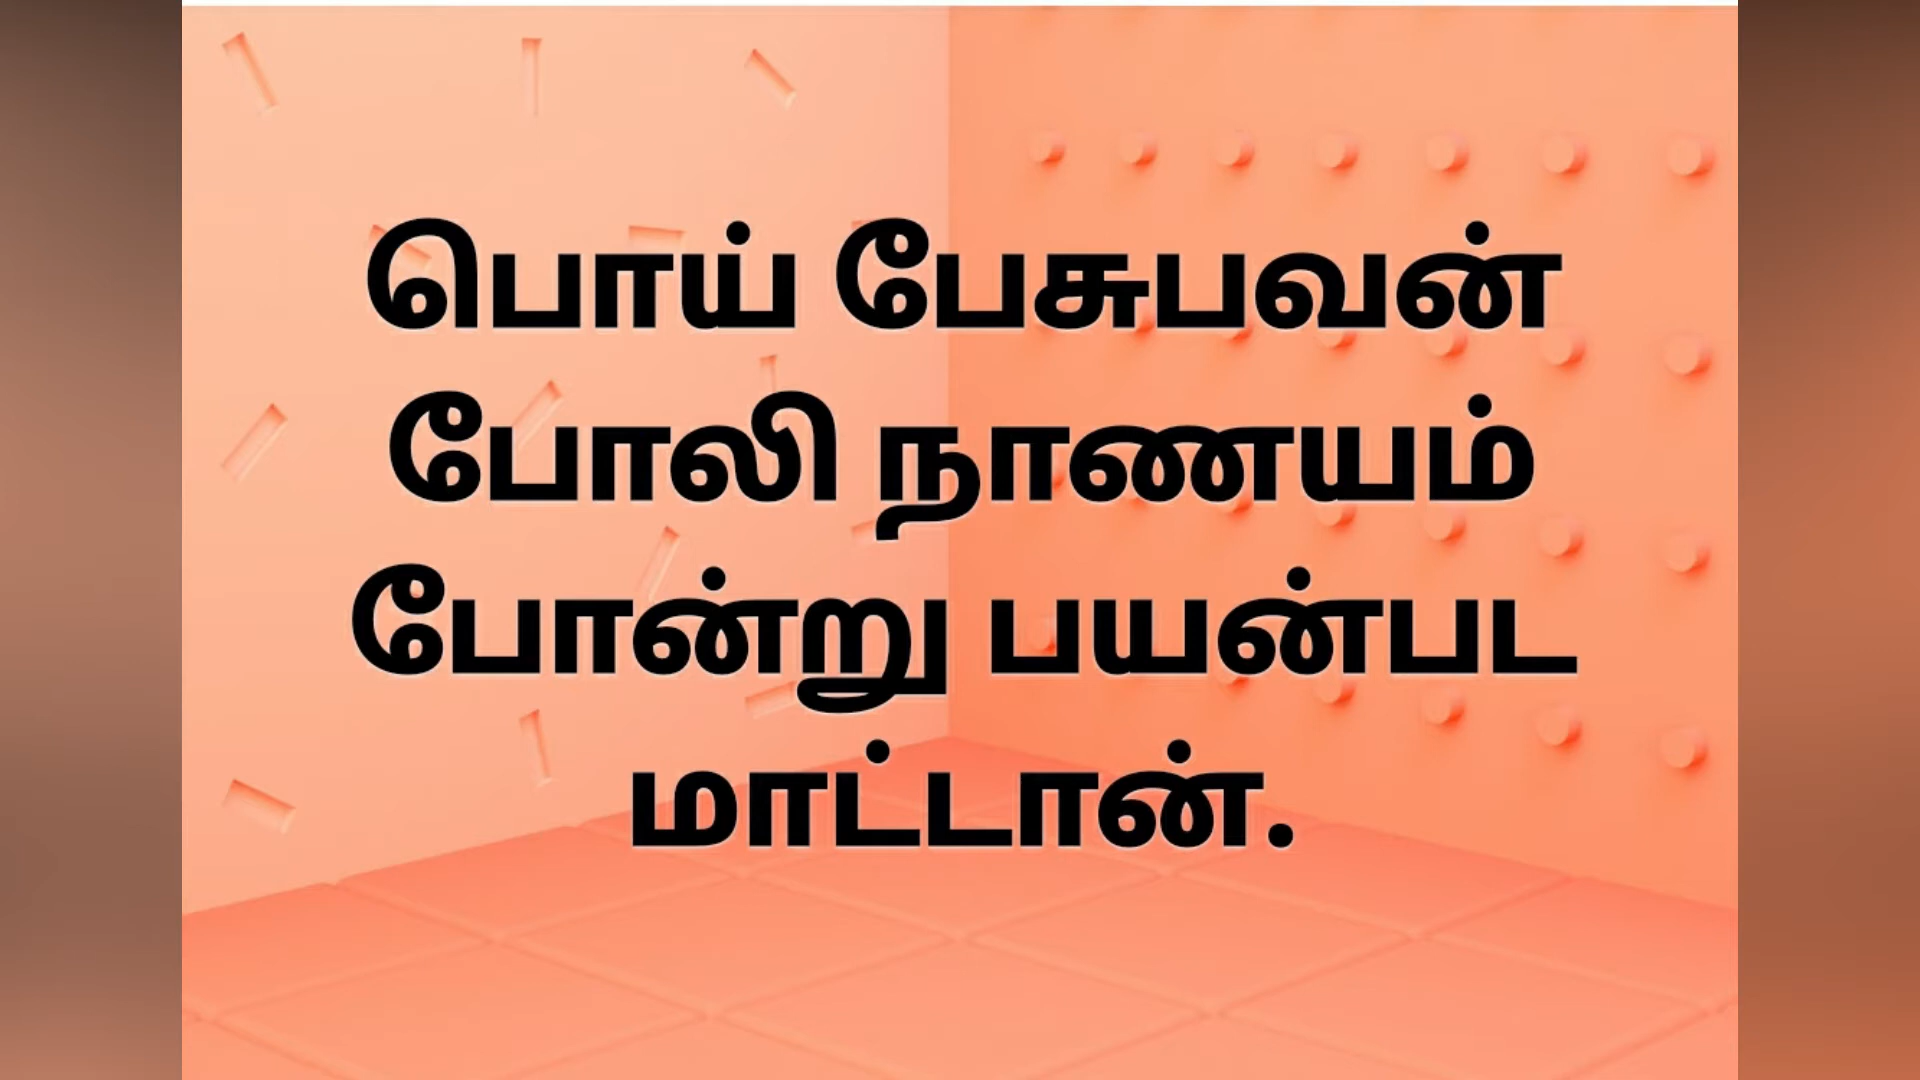 பொய் பேசுபவன்
போலி நாணயம்
போன்று பயன்பட
மாட்டான்.